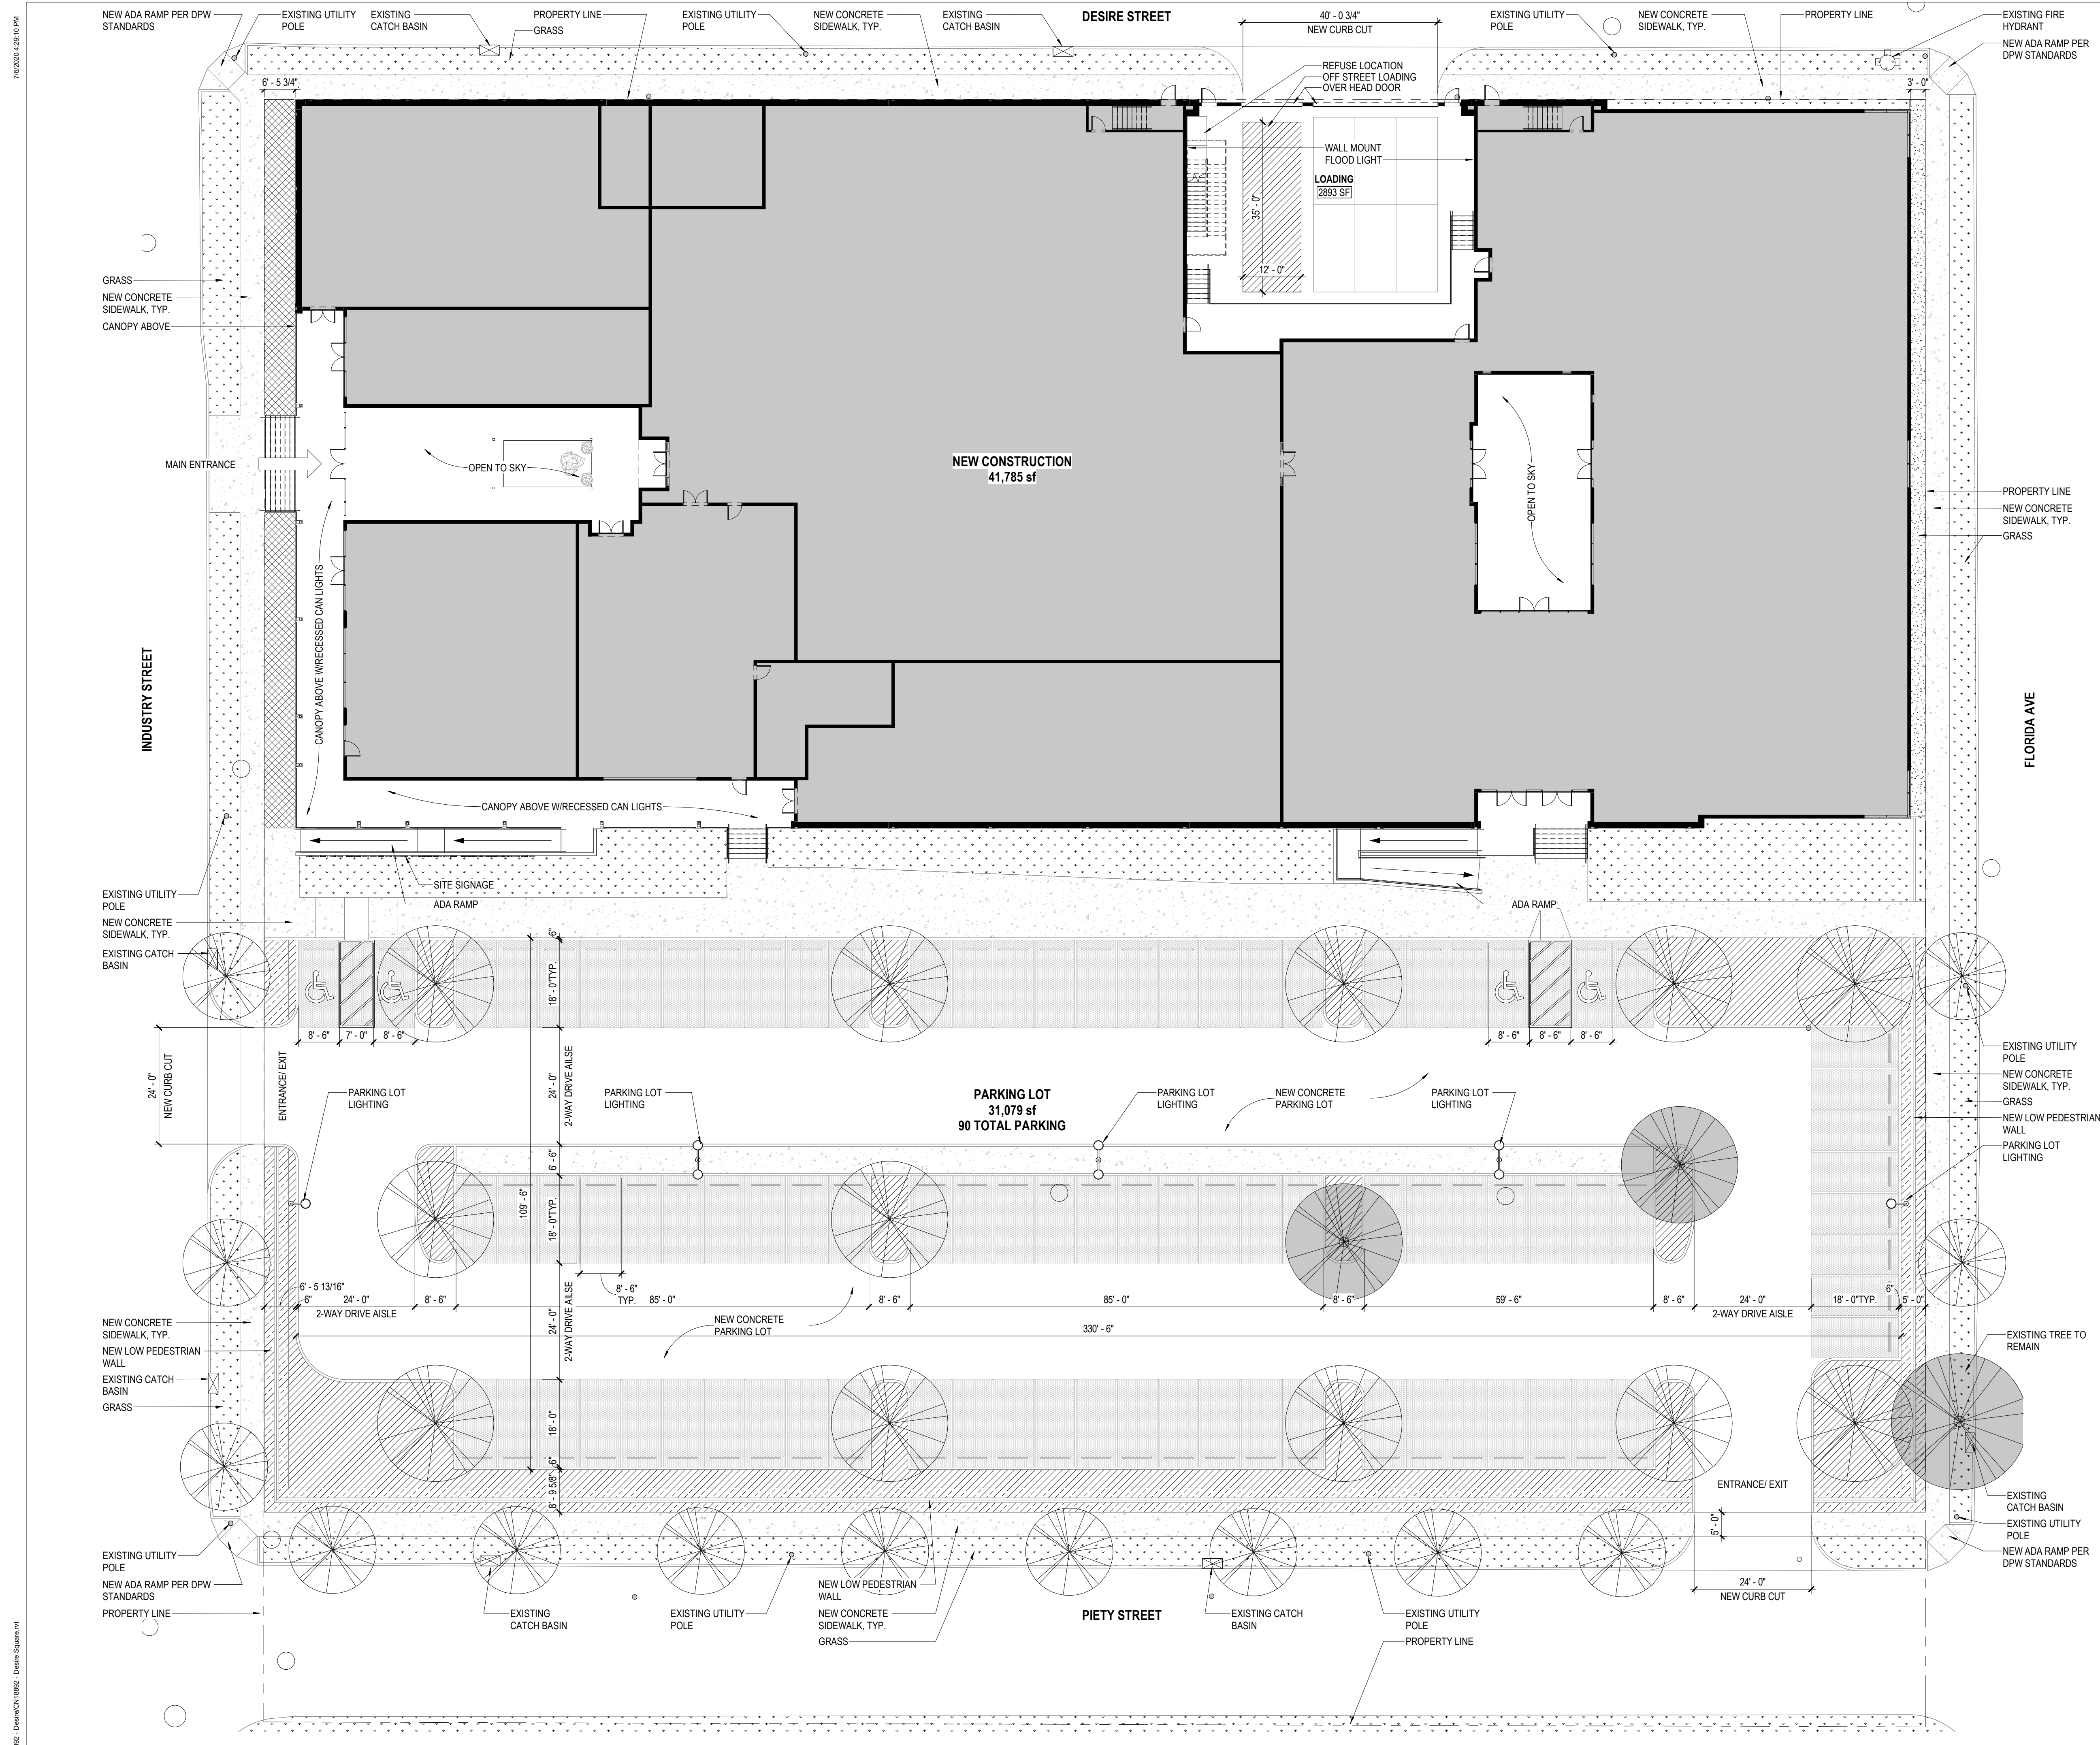 7/6/2020 4:29:10 PM
NEW ADA RAMP PER DPW
STANDARDS
EXISTING UTILITY
POLE
EXISTING
CATCH BASIN
PROPERTY LINE
GRASS
EXISTING UTILITY
POLE
NEW CONCRETE
SIDEWALK, TYP.
EXISTING
CATCH BASIN
DESIRE STREET
40' - 0 3/4"
NEW CURB CUT
EXISTING UTILITY
POLE
NEW CONCRETE
SIDEWALK, TYP.
PROPERTY LINE
EXISTING FIRE
HYDRANT
NEW ADA RAMP PER
DPW STANDARDS
6' - 5 3/4"
3' - 0"
REFUSE LOCATION
OFF STREET LOADING
OVER HEAD DOOR
WALL MOUNT
FLOOD LIGHT
LOADING
2893 SF
35' - 0"
12' - 0"
GRASS
NEW CONCRETE
SIDEWALK, TYP.
CANOPY ABOVE
MAIN ENTRANCE
OPEN TO SKY
NEW CONSTRUCTION
41,785 sf
OPEN TO SKY
PROPERTY LINE
NEW CONCRETE
SIDEWALK, TYP.
GRASS
CANOPY ABOVE W/RECESSED CAN LIGHTS
INDUSTRY STREET
FLORIDA AVE
CANOPY ABOVE W/RECESSED CAN LIGHTS
SITE SIGNAGE
ADA RAMP
ADA RAMP
EXISTING UTILITY
POLE
NEW CONCRETE
SIDEWALK, TYP.
EXISTING CATCH
BASIN
6"
18' - 0"TYP.
8' - 6"
7' - 0"
8' - 6"
8' - 6"
8' - 6"
8' - 6"
24' - 0"
NEW CURB CUT
ENTRANCE/ EXIT
PARKING LOT
LIGHTING
24' - 0"
2-WAY DRIVE AILSE
PARKING LOT
LIGHTING
PARKING LOT
31,079 sf
90 TOTAL PARKING
PARKING LOT
LIGHTING
NEW CONCRETE
PARKING LOT
PARKING LOT
LIGHTING
EXISTING UTILITY
POLE
NEW CONCRETE
SIDEWALK, TYP.
GRASS
NEW LOW PEDESTRIAN
WALL
PARKING LOT
LIGHTING
6' - 6"
109' - 6"
18' - 0"TYP.
6' - 5 13/16"
6"
24' - 0"
2-WAY DRIVE AISLE
8' - 6"
8' - 6"
TYP.
85' - 0"
8' - 6"
85' - 0"
8' - 6"
59' - 6"
8' - 6"
24' - 0"
2-WAY DRIVE AISLE
18' - 0"TYP.
6"
5' - 0"
24' - 0"
2-WAY DRIVE AILSE
NEW CONCRETE
PARKING LOT
330' - 6"
NEW CONCRETE
SIDEWALK, TYP.
NEW LOW PEDESTRIAN
WALL
EXISTING CATCH
BASIN
GRASS
EXISTING TREE TO
REMAIN
18' - 0"
6"
8' - 9 5/8"
ENTRANCE/ EXIT
5' - 0"
EXISTING
CATCH BASIN
EXISTING UTILITY
POLE
NEW ADA RAMP PER
DPW STANDARDS
24' - 0"
NEW CURB CUT
EXISTING UTILITY
POLE
NEW ADA RAMP PER DPW
STANDARDS
PROPERTY LINE
EXISTING
CATCH BASIN
EXISTING UTILITY
POLE
NEW LOW PEDESTRIAN
WALL
NEW CONCRETE
SIDEWALK, TYP.
GRASS
PIETY STREET
EXISTING CATCH
BASIN
EXISTING UTILITY
POLE
PROPERTY LINE
892 - Desire/CN18892 - Desire Square.rvt